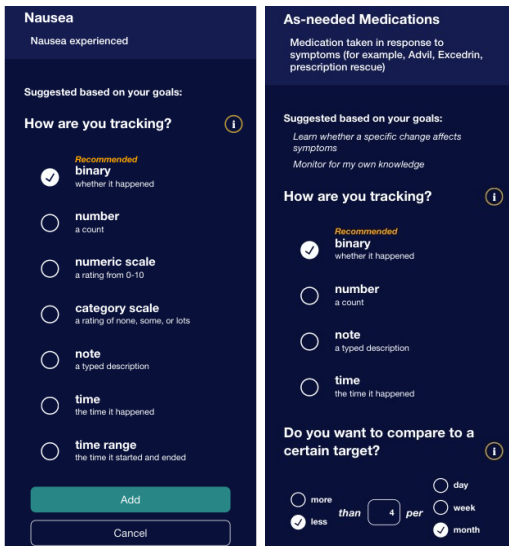 Nausea
Nausea experienced
Suggested based on your goals:
How are you tracking?
i
Recommended
binary
whether it happened
number
a count
numeric scale
a rating from 0-10
category scale
a rating of none, some, or lots
note
a typed description
time
the time it happened
time range
the time it started and ended
Add
Cancel
As-needed Medications
Medication taken in response to
symptoms (for example, Advil, Excedrin,
prescription rescue)
Suggested based on your goals:
Learn whether a specific change affects
symptoms
Monitor for my own knowledge
How are you tracking?
i
Recommended
binary
whether it happened
number
a count
note
a typed description
time
the time it happened
Do you want to compare to a
certain target?
i
more
less
than
4
per
day
week
month